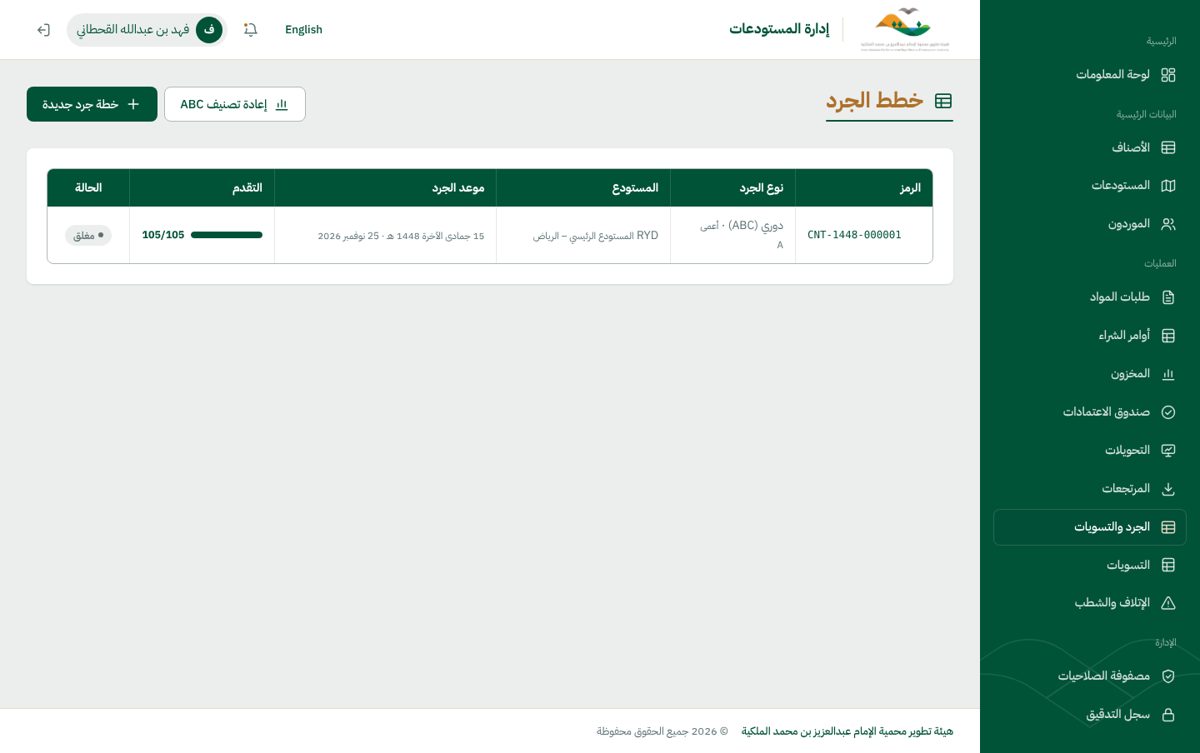 إدارة المستودعات
English
ف
فهد بن عبدالله القحطاني
الرئيسية
لوحة المعلومات
البيانات الرئيسية
الأصناف
المستودعات
الموردون
العمليات
طلبات المواد
أوامر الشراء
المخزون
صندوق الاعتمادات
التحويلات
المرتجعات
الجرد والتسويات
التسويات
الإتلاف والشطب
الإدارة
مصفوفة الصلاحيات
سجل التدقيق
خطط الجرد
إعادة تصنيف ABC
خطة جرد جديدة
الرمز
نوع الجرد
المستودع
موعد الجرد
التقدم
الحالة
CNT-1448-000001
دوري (ABC) · أعمى
A
RYD المستودع الرئيسي – الرياض
15 جمادى الآخرة 1448 هـ · 25 نوفمبر 2026
105/105
مغلق
هيئة تطوير محمية الإمام عبدالعزيز بن محمد الملكية
© 2026 جميع الحقوق محفوظة